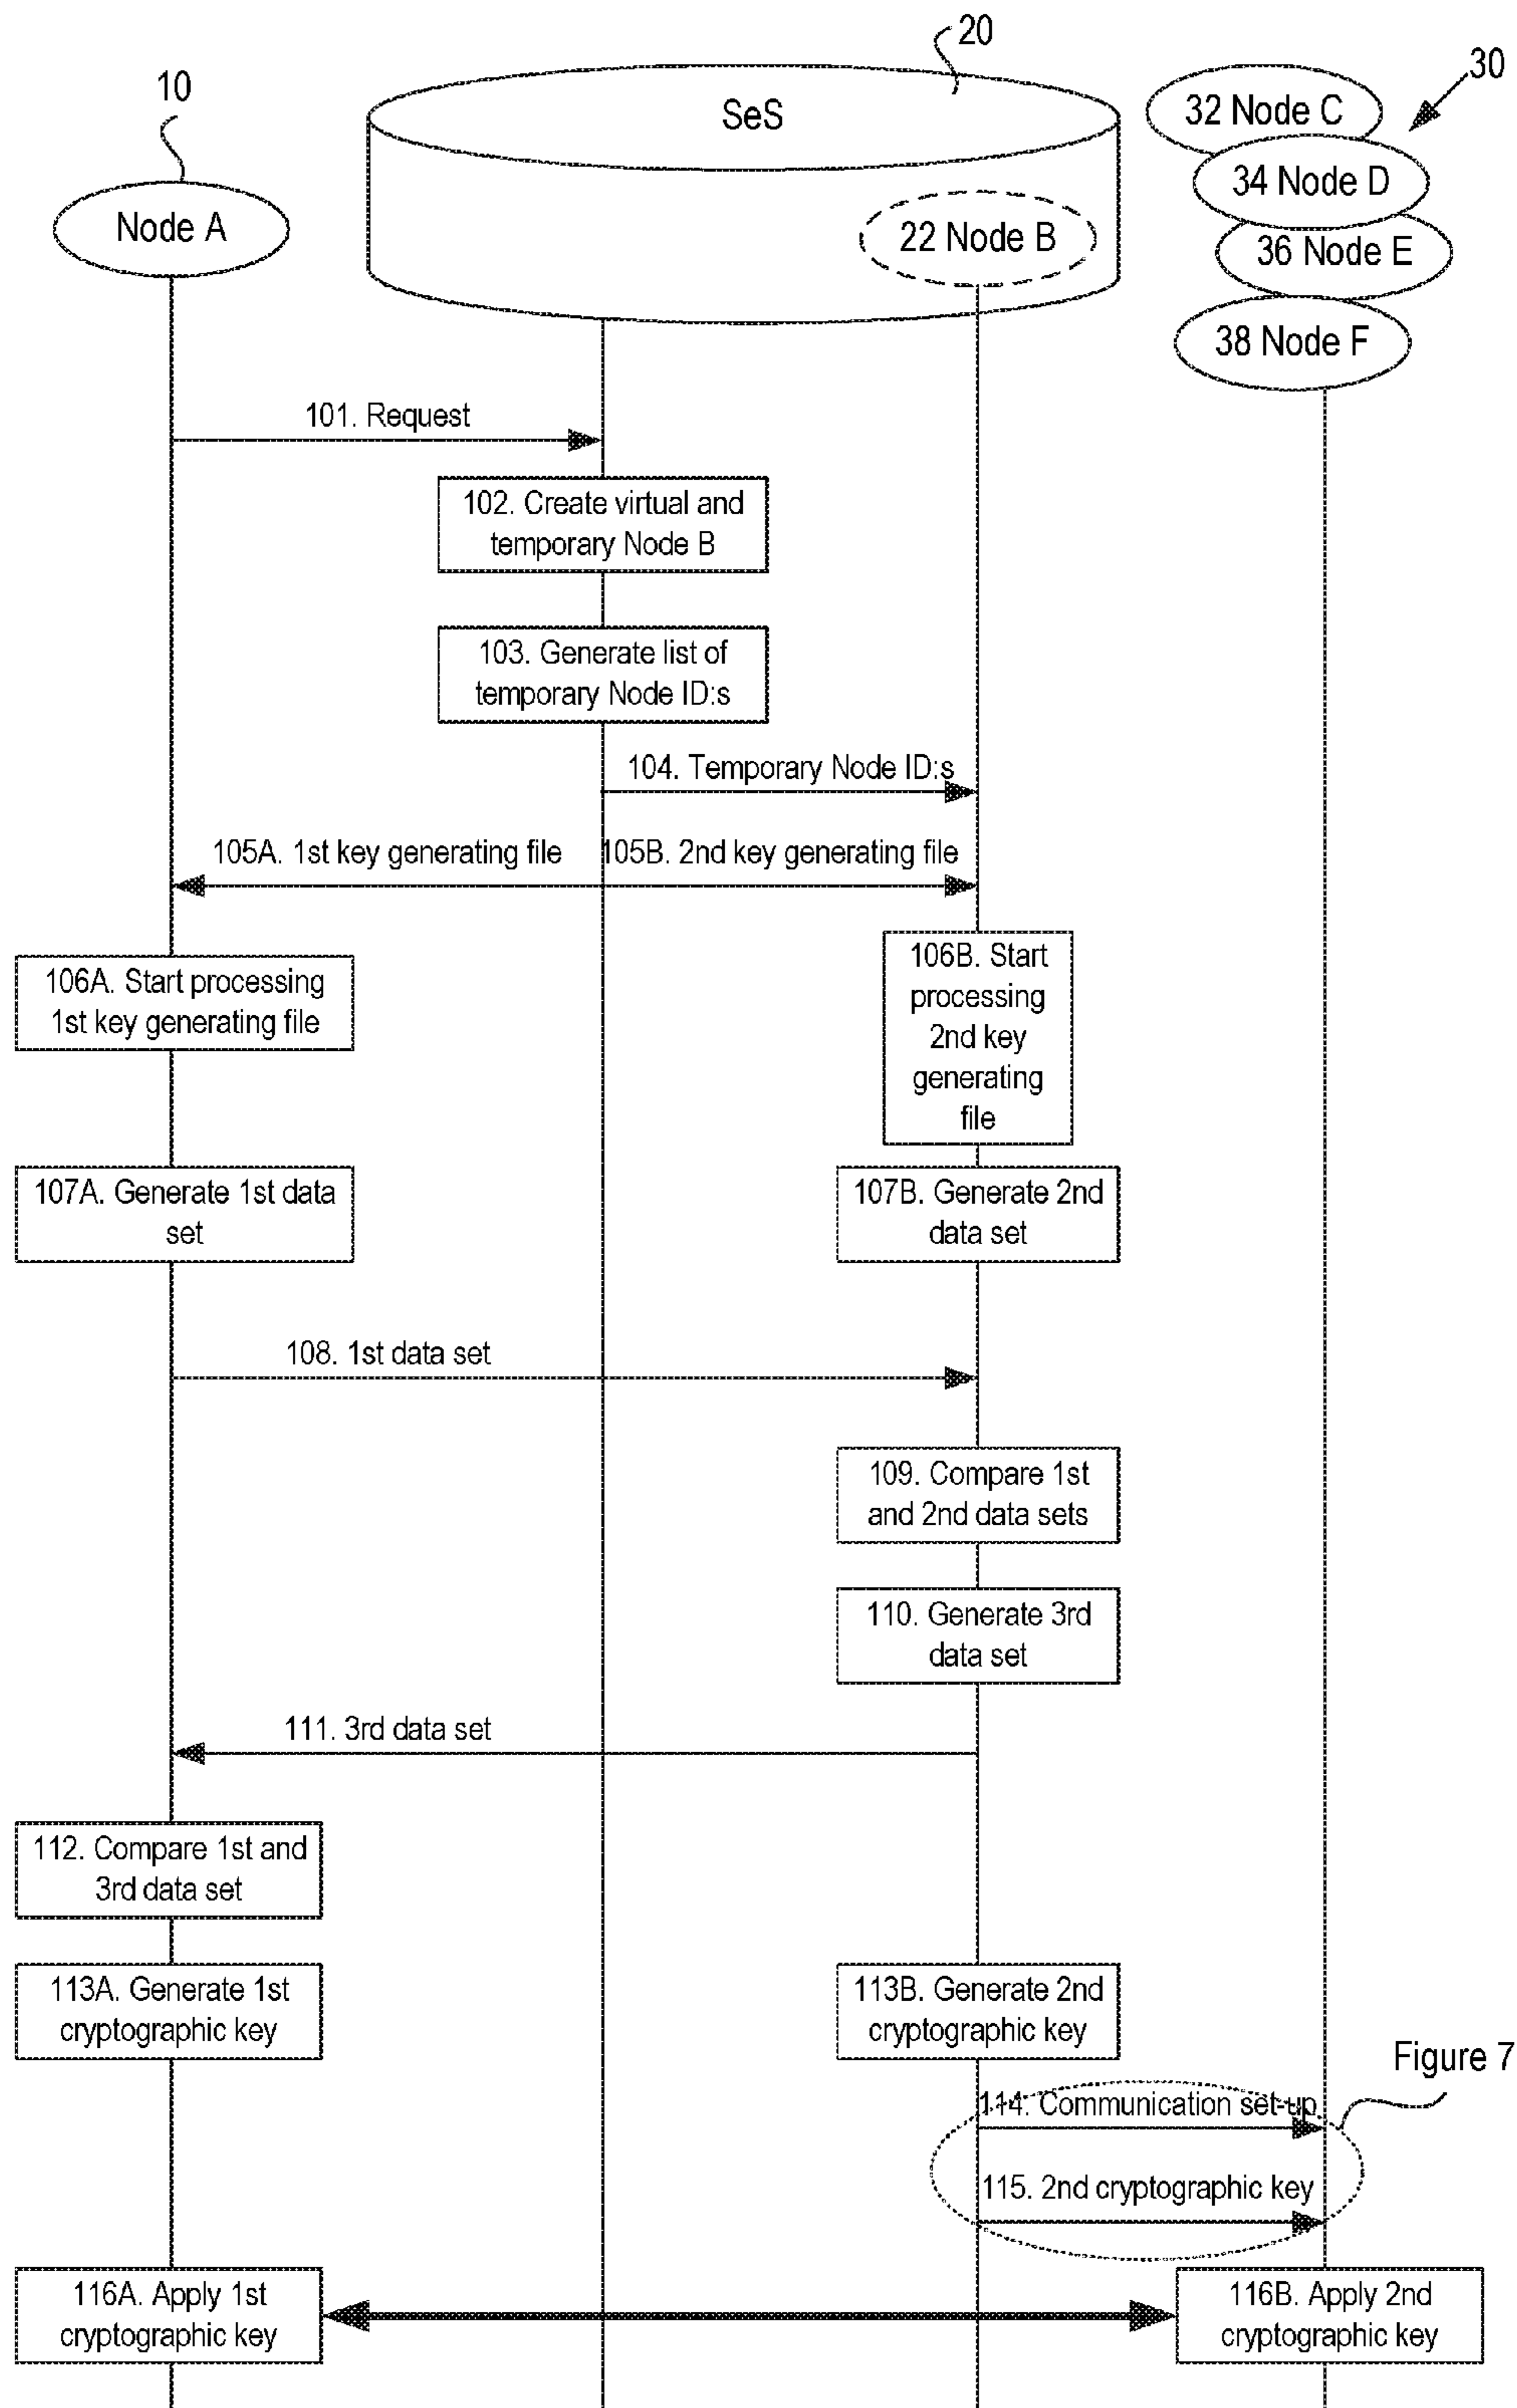 20
30
10
SeS
32 Node C
34 Node D
Node A
22 Node B
36 Node E
38 Node F
101. Request
102. Create virtual and
temporary Node B
103. Generate list of
temporary Node ID:s
104. Temporary Node ID:s
105A. 1st key generating file
105B. 2nd key generating file
106A. Start processing
1st key generating file
106B. Start
processing
2nd key
generating
file
107A. Generate 1st data
set
107B. Generate 2nd
data set
108. 1st data set
109. Compare 1st
and 2nd data sets
110. Generate 3rd
data set
111. 3rd data set
112. Compare 1st and
3rd data set
113A. Generate 1st
cryptographic key
113B. Generate 2nd
cryptographic key
Figure 7
114. Communication set-up
115. 2nd cryptographic key
116A. Apply 1st
cryptographic key
116B. Apply 2nd
cryptographic key